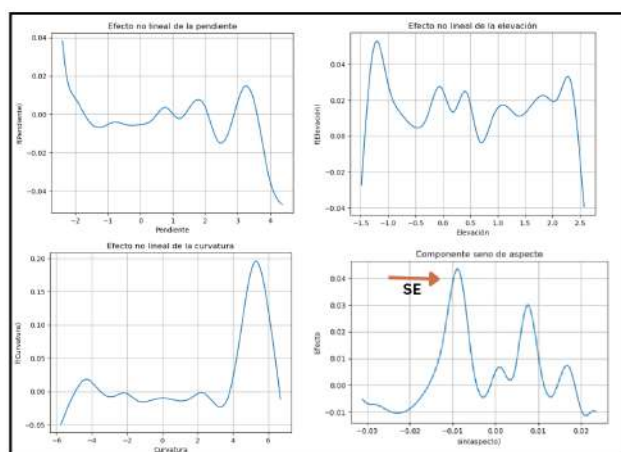 Efecto no lineal de la pendiente
0.04
0.02
0.00
−0.02
−0.04
f(Pendiente)
−2 −1 0 1 2 3 4
Pendiente
Efecto no lineal de la elevación
0.04
0.02
0.00
−0.02
−0.04
f(Elevación)
−1.5 −1.0 −0.5 0.0 0.5 1.0 1.5 2.0 2.5
Elevación
Efecto no lineal de la curvatura
0.20
0.15
0.10
0.05
0.00
−0.05
f(Curvatura)
−6 −4 −2 0 2 4 6
Curvatura
Componente seno de aspecto
SE
0.04
0.03
0.02
0.01
0.00
−0.01
Efecto
−0.03 −0.02 −0.01 0.00 0.01 0.02 0.03
sin(aspecto)